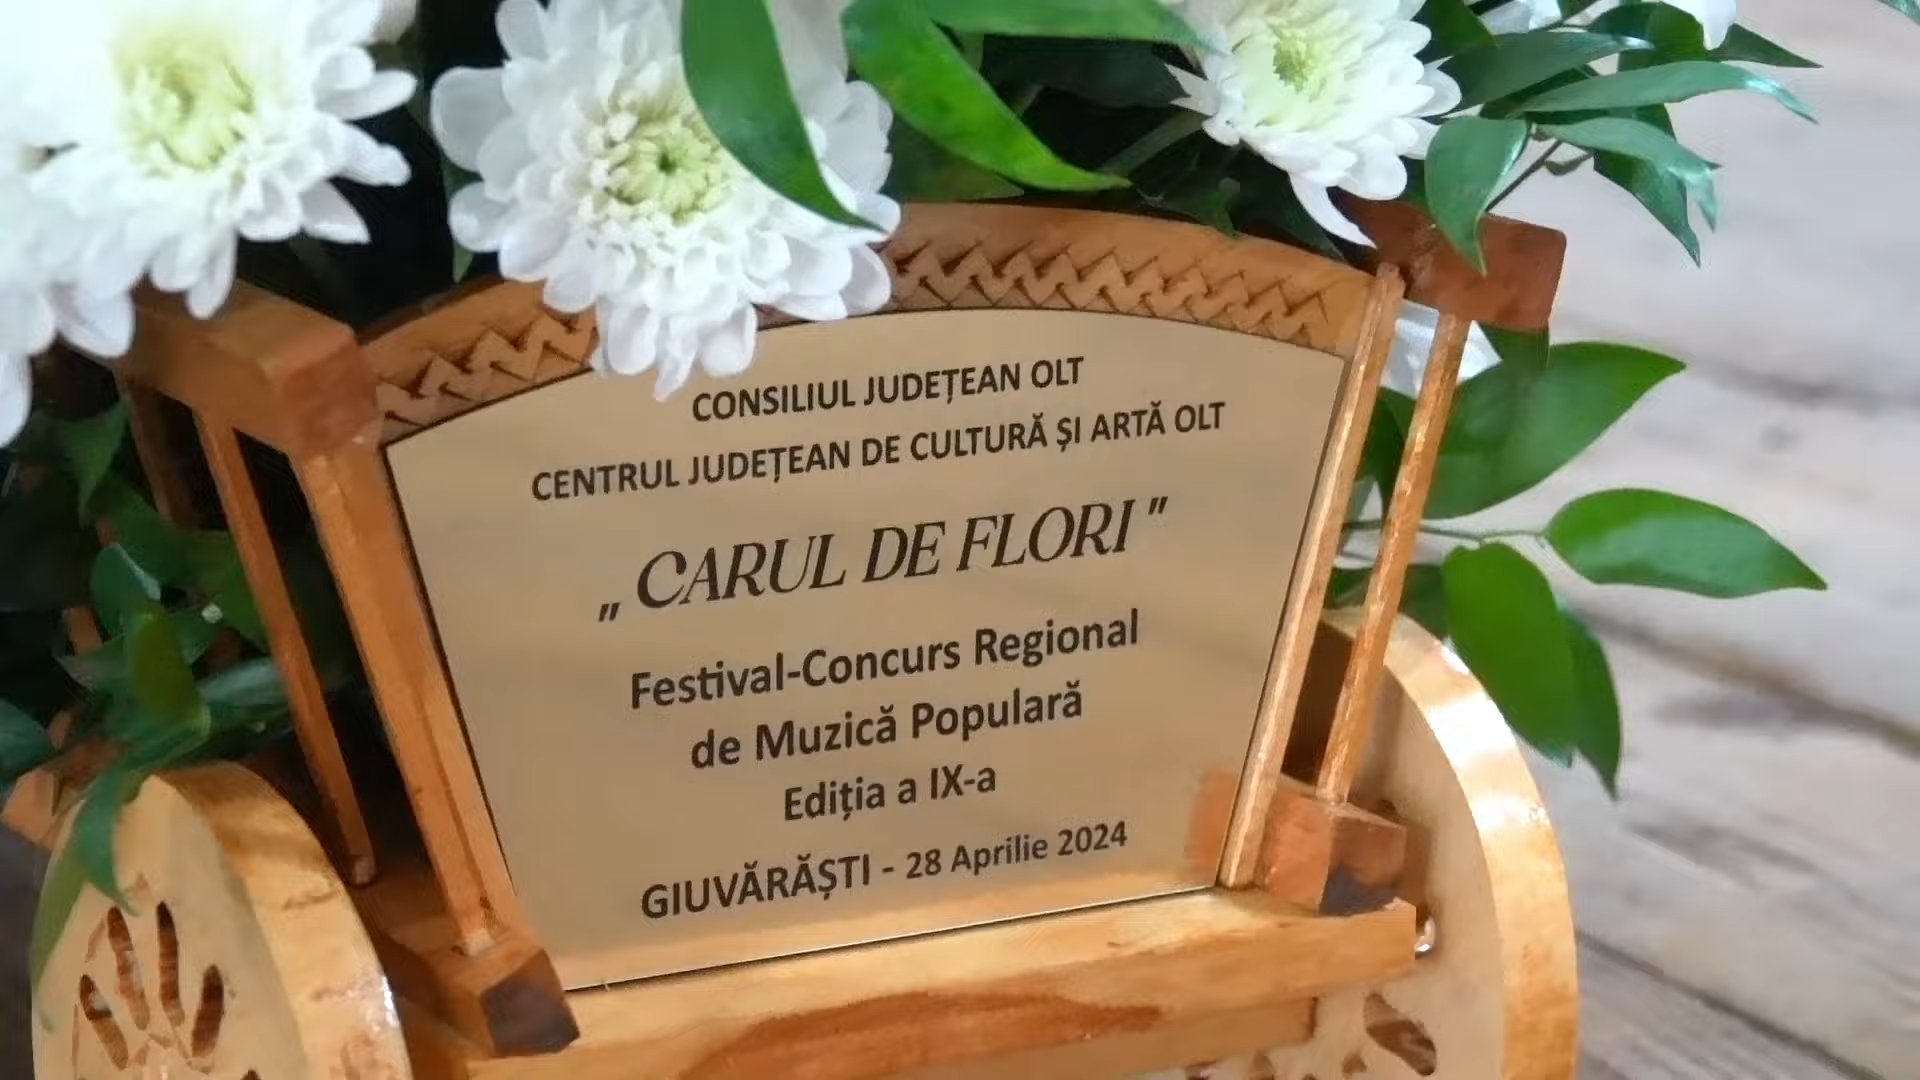 CONSILIUL JUDEȚEAN OLT
CENTRUL JUDEȚEAN DE CULTURĂ ȘI ARTĂ OLT
„ CARUL DE FLORI ”
Festival-Concurs Regional
de Muzică Populară
Ediția a IX-a
GIUVĂRĂȘTI - 28 Aprilie 2024